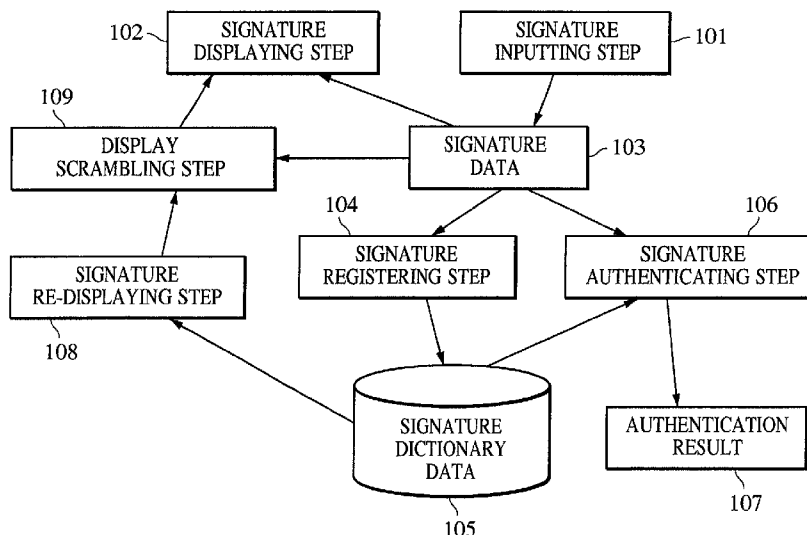 102
SIGNATURE
DISPLAYING STEP
SIGNATURE
INPUTTING STEP
101
109
DISPLAY
SCRAMBLING STEP
SIGNATURE
DATA
103
104
SIGNATURE
REGISTERING STEP
106
SIGNATURE
AUTHENTICATING STEP
SIGNATURE
RE-DISPLAYING STEP
108
SIGNATURE
DICTIONARY
DATA
105
AUTHENTICATION
RESULT
107